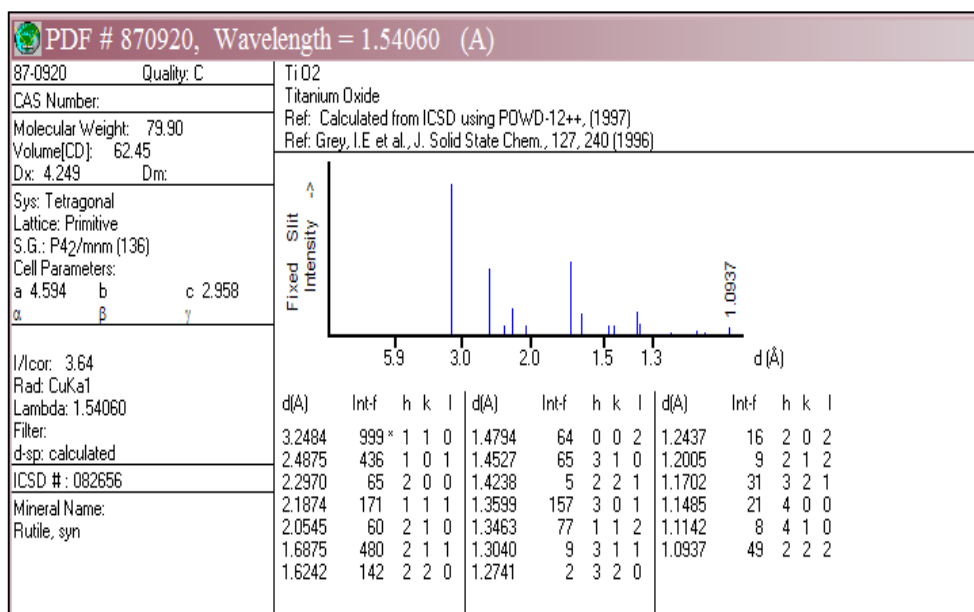 PDF # 870920, Wavelength = 1.54060 (A)
87-0920 Quality: C
CAS Number:
Molecular Weight: 79.90
Volume[CD]: 62.45
Dx: 4.249 Dm:
Sys: Tetragonal
Lattice: Primitive
S.G.: P42/mnm (136)
Cell Parameters:
a 4.594 b c 2.958
α β γ
I/Icor: 3.64
Rad: CuKa1
Lambda: 1.54060
Filter:
d-sp: calculated
ICSD # : 082656
Mineral Name:
Rutile, syn
Ti O2
Titanium Oxide
Ref: Calculated from ICSD using POWD-12++, (1997)
Ref: Grey, I.E et al., J. Solid State Chem., 127, 240 (1996)
Fixed Slit
Intensity ->
1.0937
5.9 3.0 2.0 1.5 1.3 d (Å)
d(A) Int-f h k l d(A) Int-f h k l d(A) Int-f h k l
3.2484 999 * 1 1 0 1.4794 64 0 0 2 1.2437 16 2 0 2
2.4875 436 1 0 1 1.4527 65 3 1 0 1.2005 9 2 1 2
2.2970 65 2 0 0 1.4238 5 2 2 1 1.1702 31 3 2 1
2.1874 171 1 1 1 1.3599 157 3 0 1 1.1485 21 4 0 0
2.0545 60 2 1 0 1.3463 77 1 1 2 1.1142 8 4 1 0
1.6875 480 2 1 1 1.3040 9 3 1 1 1.0937 49 2 2 2
1.6242 142 2 2 0 1.2741 2 3 2 0